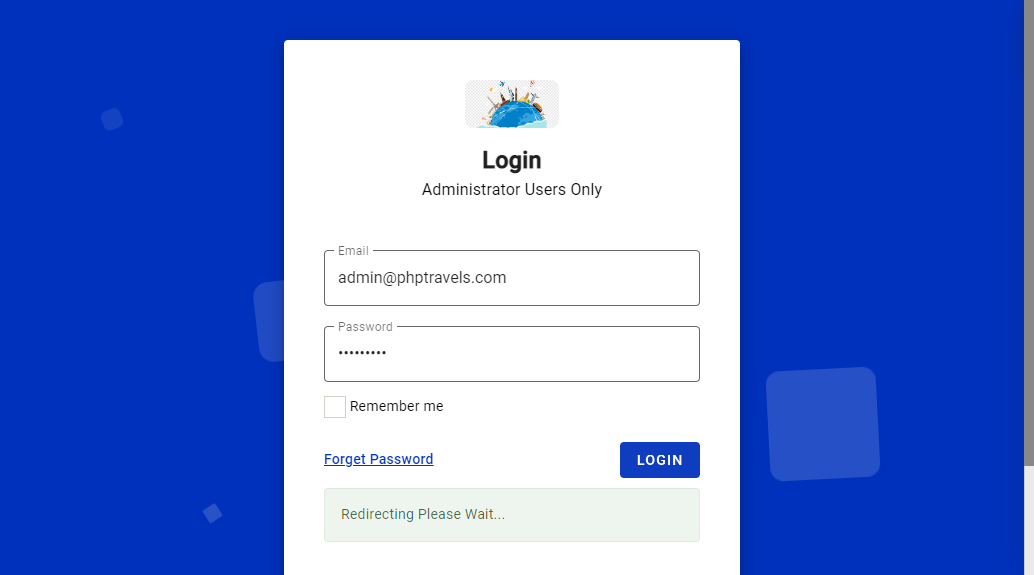 Login
Administrator Users Only
Email
admin@phptravels.com
Password
•••••••••
Remember me
Forget Password
LOGIN
Redirecting Please Wait...